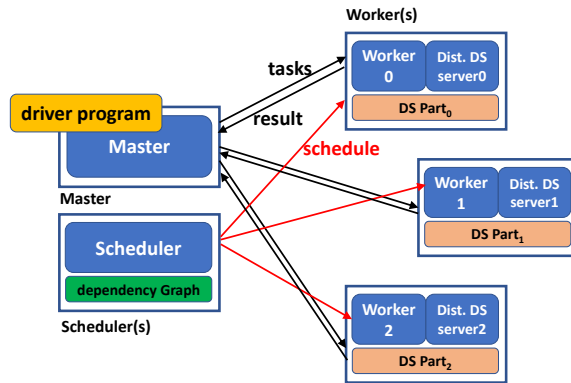 Worker(s)
Worker
0
Dist. DS
server0
DS Part0
tasks
result
schedule
driver program
Master
Master
Worker
1
Dist. DS
server1
DS Part1
Scheduler
dependency Graph
Scheduler(s)
Worker
2
Dist. DS
server2
DS Part2